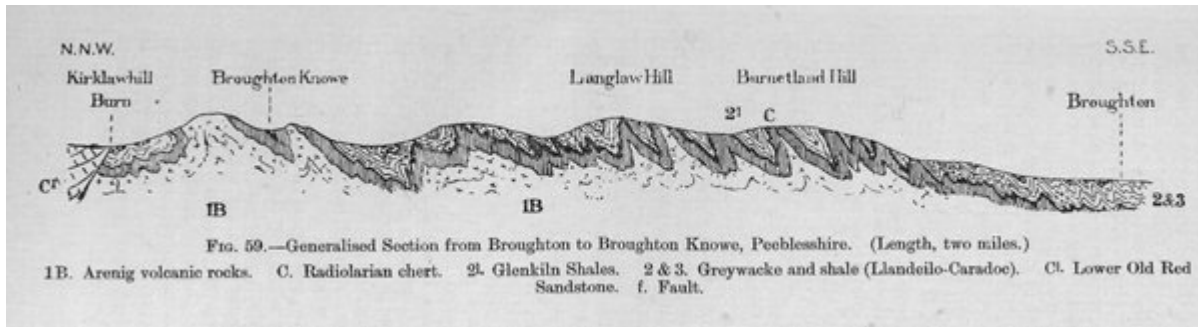 N.N.W. S.S.E.
Kirklawhill Broughton Knowe Langlaw Hill Burnetland Hill
Burn Broughton
2¹ C
Cᶠ
1B 1B 2&3
FIG. 59.—Generalised Section from Broughton to Broughton Knowe, Peeblesshire. (Length, two miles.)
1B. Arenig volcanic rocks. C. Radiolarian chert. 2¹. Glenkiln Shales. 2 & 3. Greywacke and shale (Llandeilo-Caradoc). C¹. Lower Old Red
Sandstone. f. Fault.